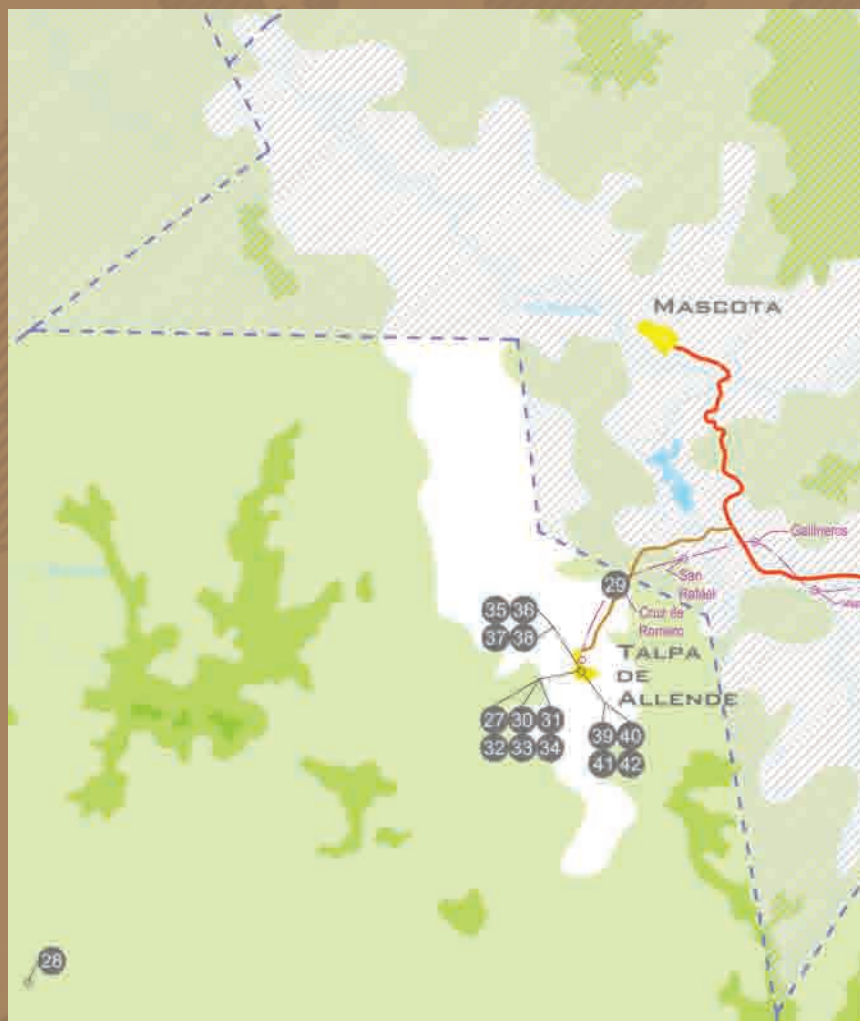 MASCOTA
Gallineros
San
Rafael
29
Cruz de
Romero
35 36
37 38
TALPA
DE
ALLENDE
27 30 31
32 33 34
39 40
41 42
28